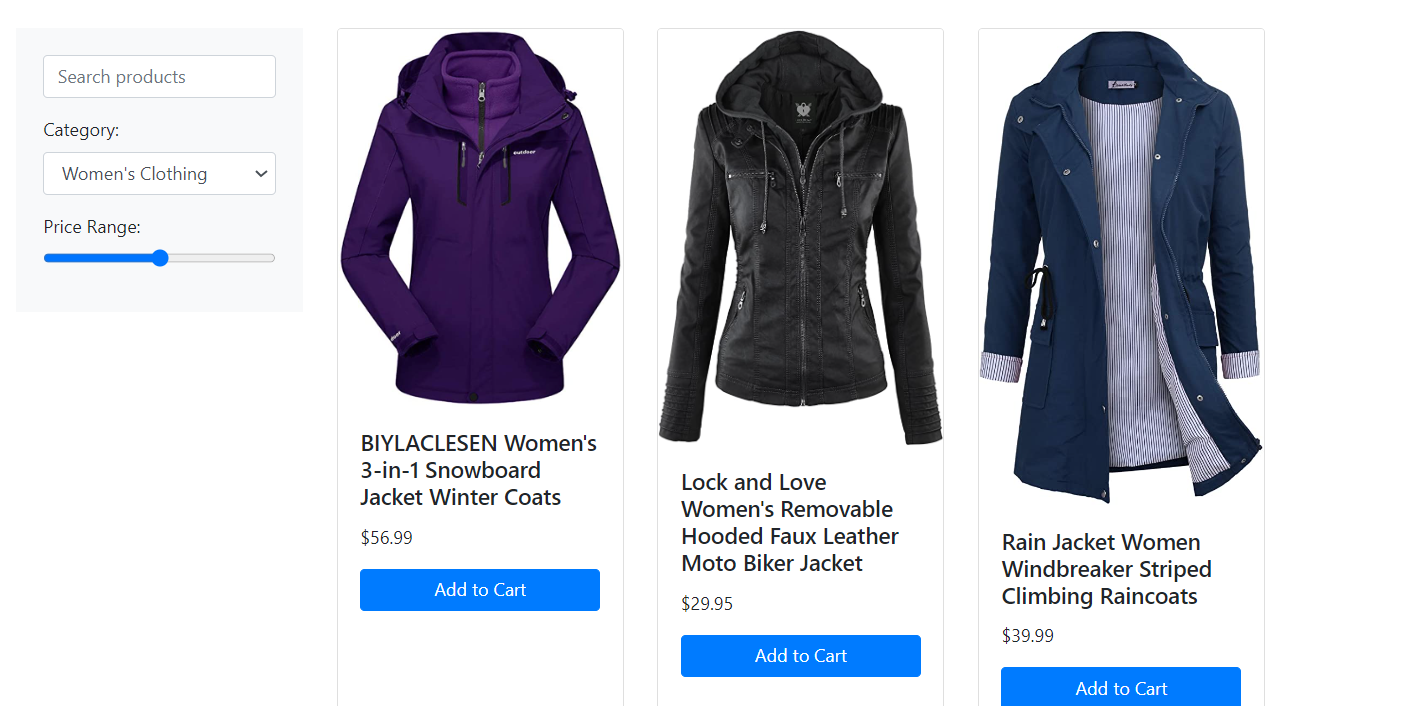 Search products
Category:
Women's Clothing
Price Range:
outdoor
BIYLACLESEN Women's
3-in-1 Snowboard
Jacket Winter Coats
$56.99
Add to Cart
Lock and Love
Women's Removable
Hooded Faux Leather
Moto Biker Jacket
$29.95
Add to Cart
Rain Jacket Women
Windbreaker Striped
Climbing Raincoats
$39.99
Add to Cart